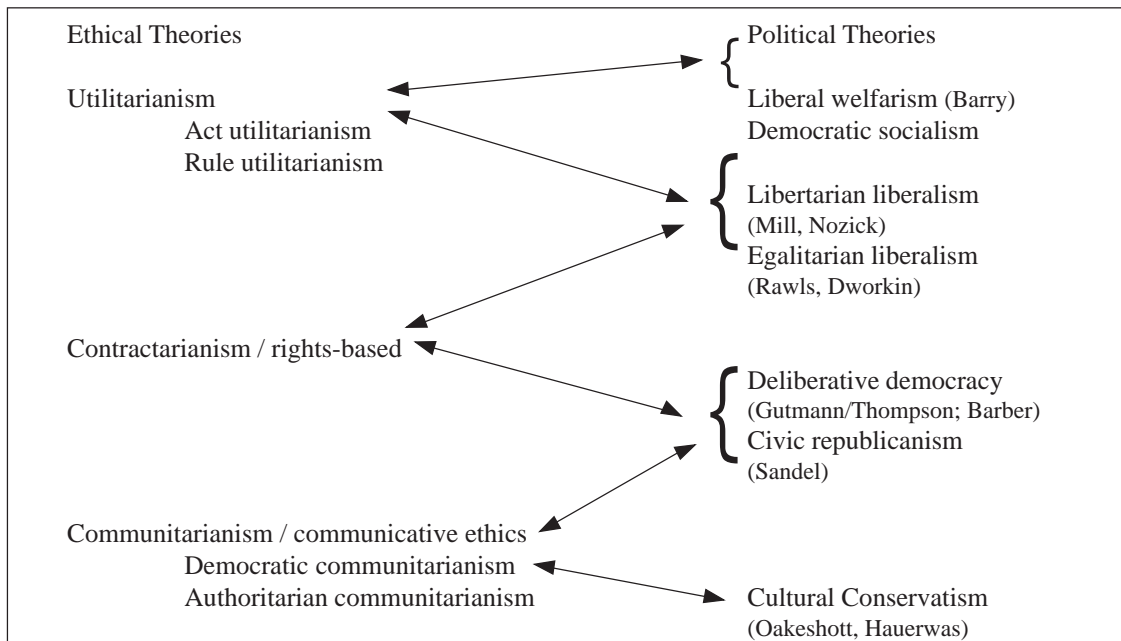 Ethical Theories
Political Theories
Utilitarianism
Act utilitarianism
Rule utilitarianism
Liberal welfarism (Barry)
Democratic socialism
Libertarian liberalism
(Mill, Nozick)
Egalitarian liberalism
(Rawls, Dworkin)
Contractarianism / rights-based
Deliberative democracy
(Gutmann/Thompson; Barber)
Civic republicanism
(Sandel)
Communitarianism / communicative ethics
Democratic communitarianism
Authoritarian communitarianism
Cultural Conservatism
(Oakeshott, Hauerwas)